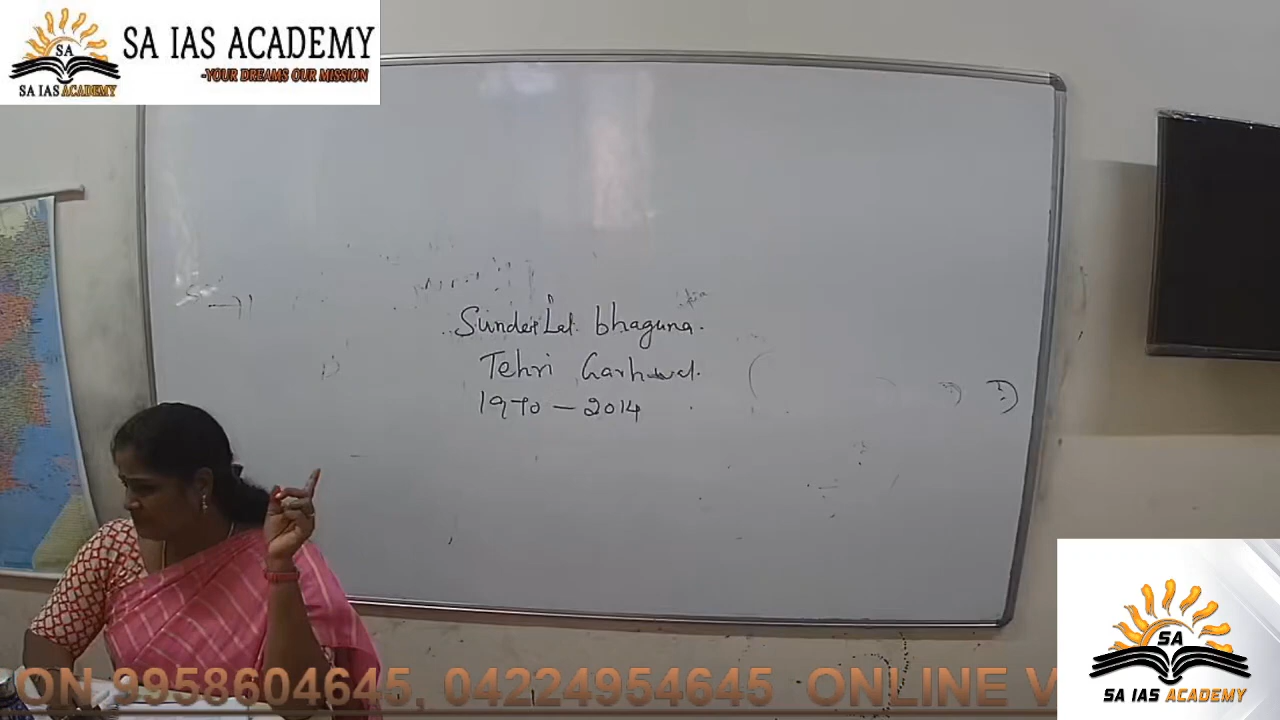 SA
SA IAS ACADEMY
SA IAS ACADEMY
-YOUR DREAMS OUR MISSION
Sunder Lal bhaguna.
Tehri Garhwal.
1970 — 2014
ON 9958604645, 04224954645 ONLINE V
SA
SA IAS ACADEMY